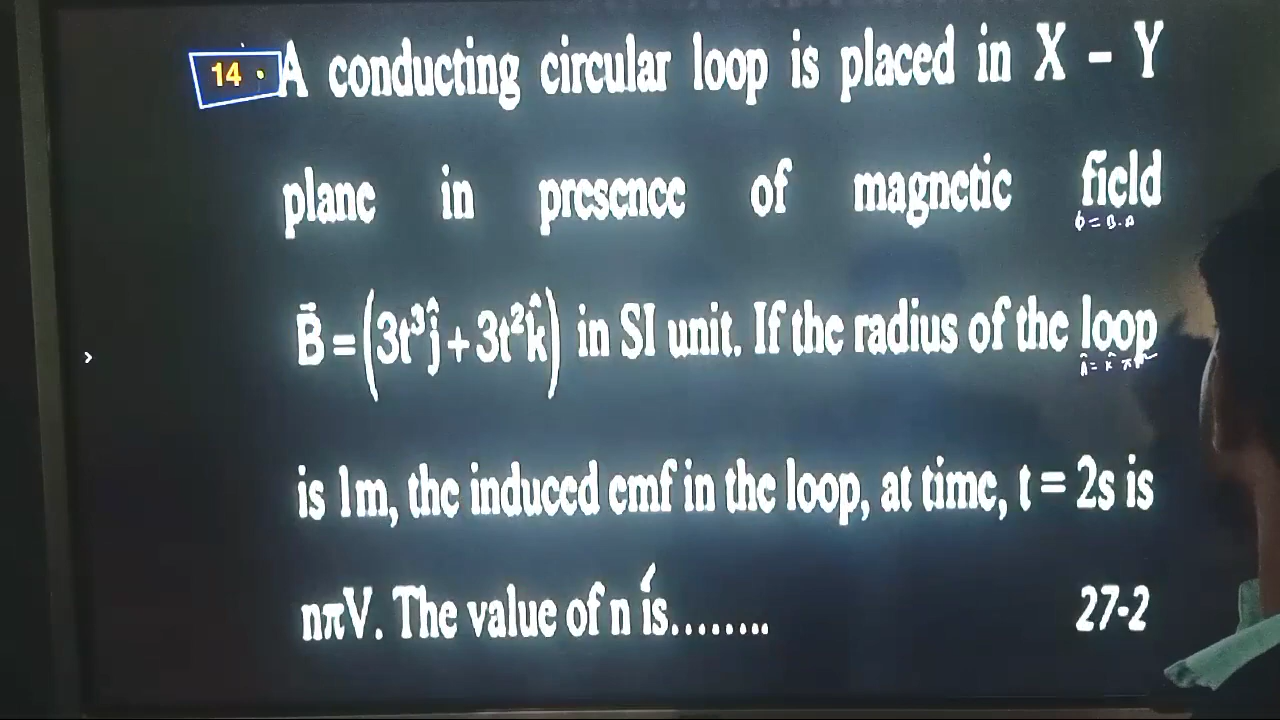 14. A conducting circular loop is placed in X – Y
plane in presence of magnetic field
ϕ = B.A
B⃗ = (3t³ĵ + 3t²k̂) in SI unit. If the radius of the loop
is 1m, the induced emf in the loop, at time, t = 2s is
nπV. The value of n is........ 27-2